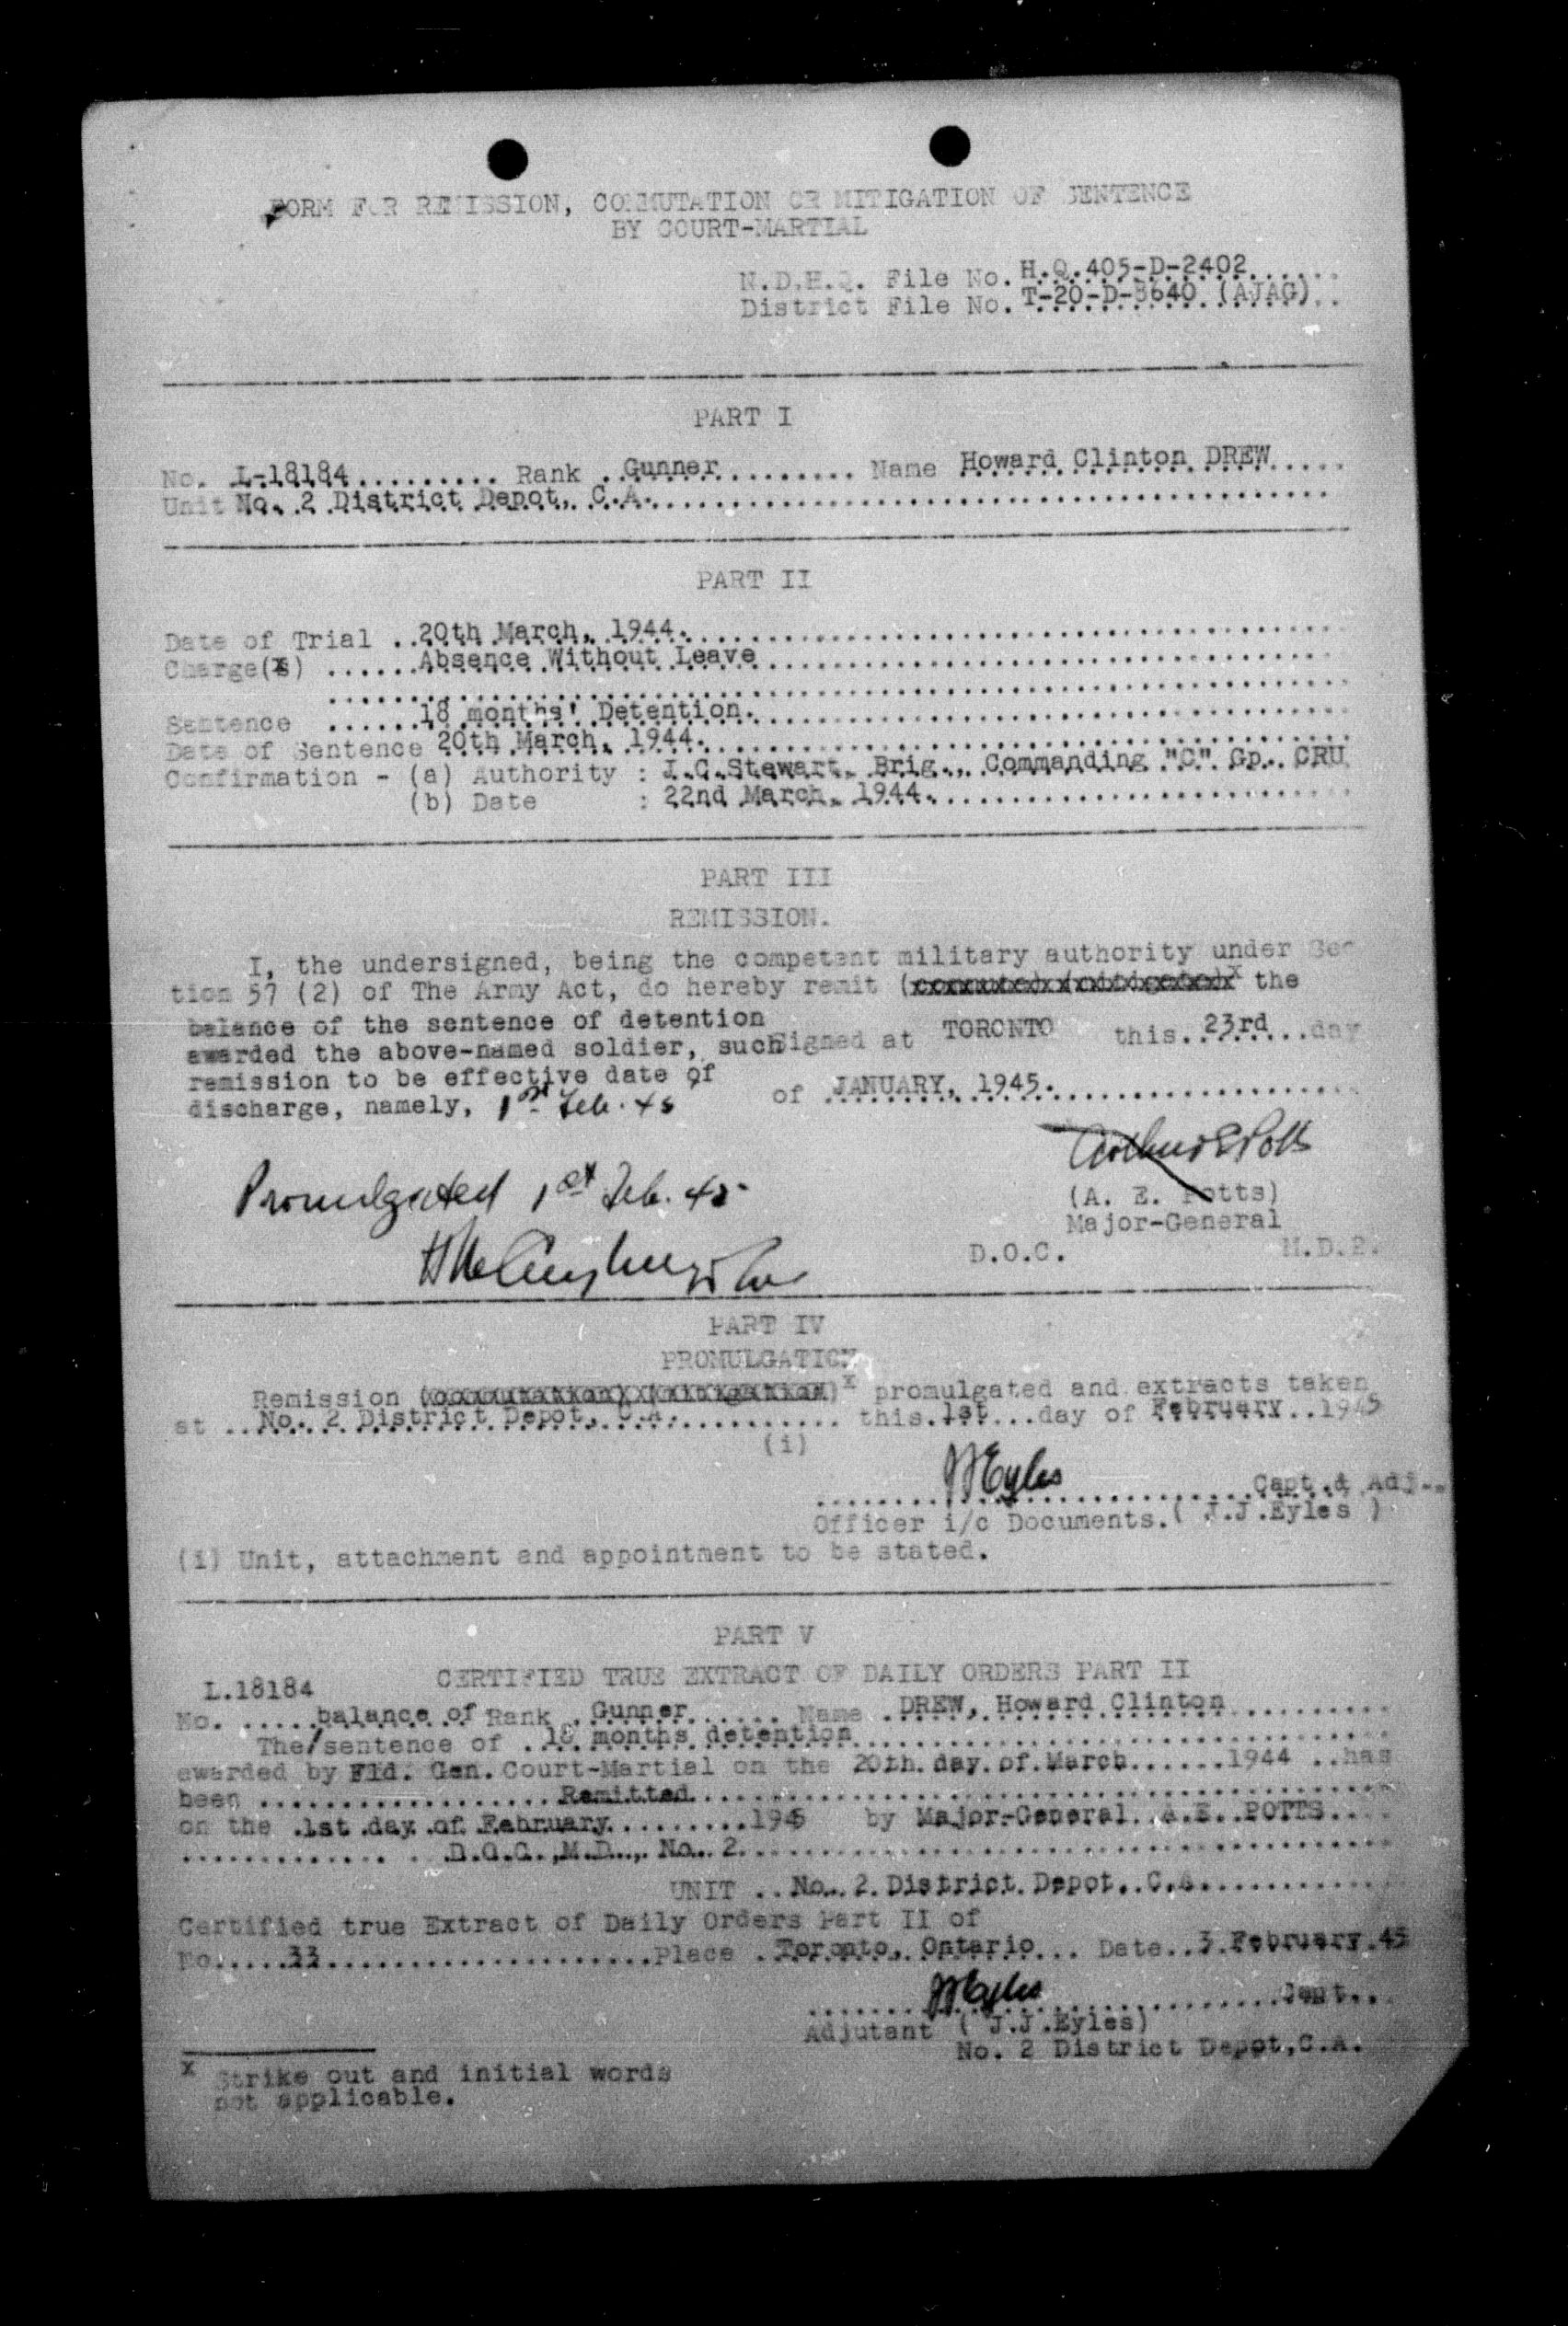 FORM FOR REMISSION, COMMUTATION OR MITIGATION OF SENTENCE
BY COURT-MARTIAL
N.D.H.Q. File No. H.Q.405-D-2402
District File No. T-20-D-3640 (AJAG)
PART I
No. L-18184 Rank Gunner Name Howard Clinton DREW
Unit No. 2 District Depot, C.A.
PART II
Date of Trial 20th March, 1944.
Charge(s) Absence Without Leave
Sentence 18 months' Detention.
Date of Sentence 20th March, 1944.
Confirmation - (a) Authority : J.C.Stewart, Brig., Commanding "C" Gp. CRU
(b) Date : 22nd March, 1944.
PART III
REMISSION.
I, the undersigned, being the competent military authority under Sec
tion 57 (2) of The Army Act, do hereby remit (commute) (mitigate)x the
balance of the sentence of detention
awarded the above-named soldier, such Signed at TORONTO this 23rd day
remission to be effective date of
discharge, namely, 1st Feb. 45 of JANUARY, 1945.
Arthur E Potts
Promulgated 1st Feb. 45
(A. E. Potts)
Major-General
D.O.C. M.D.2.
PART IV
PROMULGATION
Remission (commutation) (mitigation)x promulgated and extracts taken
at No. 2 District Depot, C.A. this 1st day of February 1945
(i)
JJEyles Capt.& Adj.
Officer i/c Documents. ( J.J.Eyles )
(i) Unit, attachment and appointment to be stated.
PART V
CERTIFIED TRUE EXTRACT OF DAILY ORDERS PART II
L.18184
No. balance of Rank Gunner Name DREW, Howard Clinton
The/sentence of 18 months detention
awarded by Fld. Gen. Court-Martial on the 20th day of March 1944 has
been Remitted
on the 1st day of February 1945 by Major-General A.E. POTTS
D.O.C.,M.D., No. 2
UNIT No. 2 District Depot, C.A.
Certified true Extract of Daily Orders Part II of
No. 33 Place Toronto, Ontario Date 3 February 45
JJEyles Capt.
Adjutant ( J.J.Eyles)
No. 2 District Depot,C.A.
x Strike out and initial words
not applicable.